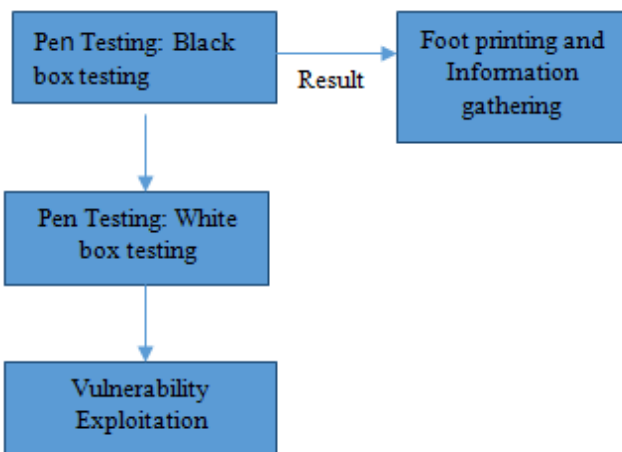 Pen Testing: Black
box testing
Result
Foot printing and
Information
gathering
Pen Testing: White
box testing
Vulnerability
Exploitation